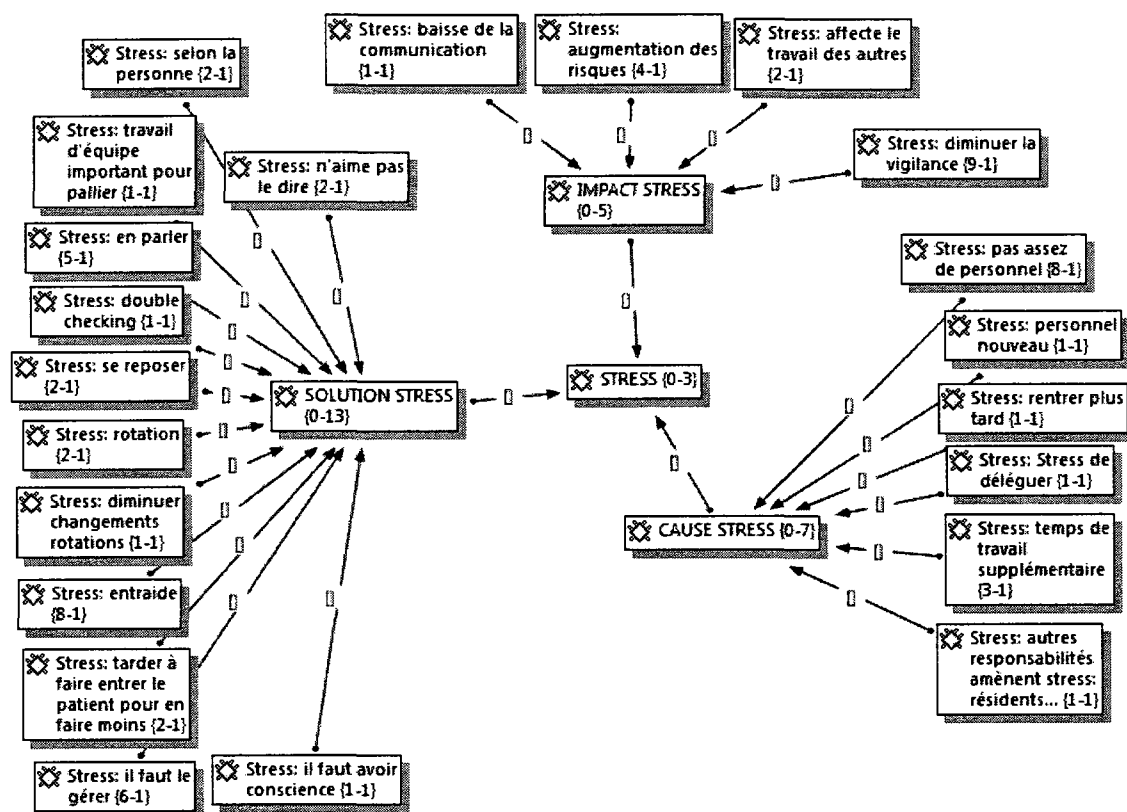 Stress: selon la
personne {2-1}
Stress: baisse de la
communication
{1-1}
Stress:
augmentation des
risques {4-1}
Stress: affecte le
travail des autres
{2-1}
Stress: travail
d'équipe
important pour
pallier {1-1}
Stress: n'aime pas
le dire {2-1}
Stress: diminuer la
vigilance {9-1}
IMPACT STRESS
{0-5}
Stress: en parler
{5-1}
Stress: pas assez
de personnel {8-1}
Stress: double
checking {1-1}
Stress: personnel
nouveau {1-1}
Stress: se reposer
{2-1}
SOLUTION STRESS
{0-13}
STRESS {0-3}
Stress: rentrer plus
tard {1-1}
Stress: rotation
{2-1}
Stress: Stress de
déléguer {1-1}
Stress: diminuer
changements
rotations {1-1}
CAUSE STRESS {0-7}
Stress: temps de
travail
supplémentaire
{3-1}
Stress: entraide
{8-1}
Stress: autres
responsabilités
amènent stress:
résidents... {1-1}
Stress: tarder à
faire entrer le
patient pour en
faire moins {2-1}
Stress: il faut le
gérer {6-1}
Stress: il faut avoir
conscience {1-1}